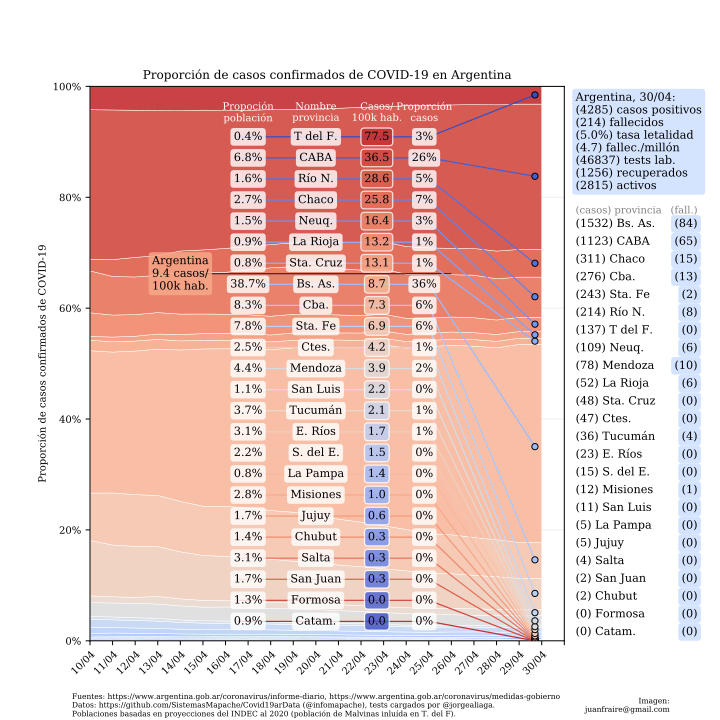 Proporción de casos confirmados de COVID-19 en Argentina
Proporción de casos confirmados de COVID-19
100%
80%
60%
40%
20%
0%
Propoción población Nombre provincia Casos/ 100k hab. Proporción casos
0.4% T del F. 77.5 3%
6.8% CABA 36.5 26%
1.6% Río N. 28.6 5%
2.7% Chaco 25.8 7%
1.5% Neuq. 16.4 3%
0.9% La Rioja 13.2 1%
0.8% Sta. Cruz 13.1 1%
Argentina
9.4 casos/
100k hab.
38.7% Bs. As. 8.7 36%
8.3% Cba. 7.3 6%
7.8% Sta. Fe 6.9 6%
2.5% Ctes. 4.2 1%
4.4% Mendoza 3.9 2%
1.1% San Luis 2.2 0%
3.7% Tucumán 2.1 1%
3.1% E. Ríos 1.7 1%
2.2% S. del E. 1.5 0%
0.8% La Pampa 1.4 0%
2.8% Misiones 1.0 0%
1.7% Jujuy 0.6 0%
1.4% Chubut 0.3 0%
3.1% Salta 0.3 0%
1.7% San Juan 0.3 0%
1.3% Formosa 0.0 0%
0.9% Catam. 0.0 0%
10/04 11/04 12/04 13/04 14/04 15/04 16/04 17/04 18/04 19/04 20/04 21/04 22/04 23/04 24/04 25/04 27/04 28/04 29/04 30/04
Argentina, 30/04:
(4285) casos positivos
(214) fallecidos
(5.0%) tasa letalidad
(4.7) fallec./millón
(46837) tests lab.
(1256) recuperados
(2815) activos
(casos) provincia (fall.)
(1532) Bs. As. (84)
(1123) CABA (65)
(311) Chaco (15)
(276) Cba. (13)
(243) Sta. Fe (2)
(214) Río N. (8)
(137) T del F. (0)
(109) Neuq. (6)
(78) Mendoza (10)
(52) La Rioja (6)
(48) Sta. Cruz (0)
(47) Ctes. (0)
(36) Tucumán (4)
(23) E. Ríos (0)
(15) S. del E. (0)
(12) Misiones (1)
(11) San Luis (0)
(5) La Pampa (0)
(5) Jujuy (0)
(4) Salta (0)
(2) San Juan (0)
(2) Chubut (0)
(0) Formosa (0)
(0) Catam. (0)
Fuentes: https://www.argentina.gob.ar/coronavirus/informe-diario, https://www.argentina.gob.ar/coronavirus/medidas-gobierno
Datos: https://github.com/SistemasMapache/Covid19arData (@infomapache), tests cargados por @jorgealiaga.
Poblaciones basadas en proyecciones del INDEC al 2020 (población de Malvinas inluída en T. del F).
Imagen:
juanfraire@gmail.com